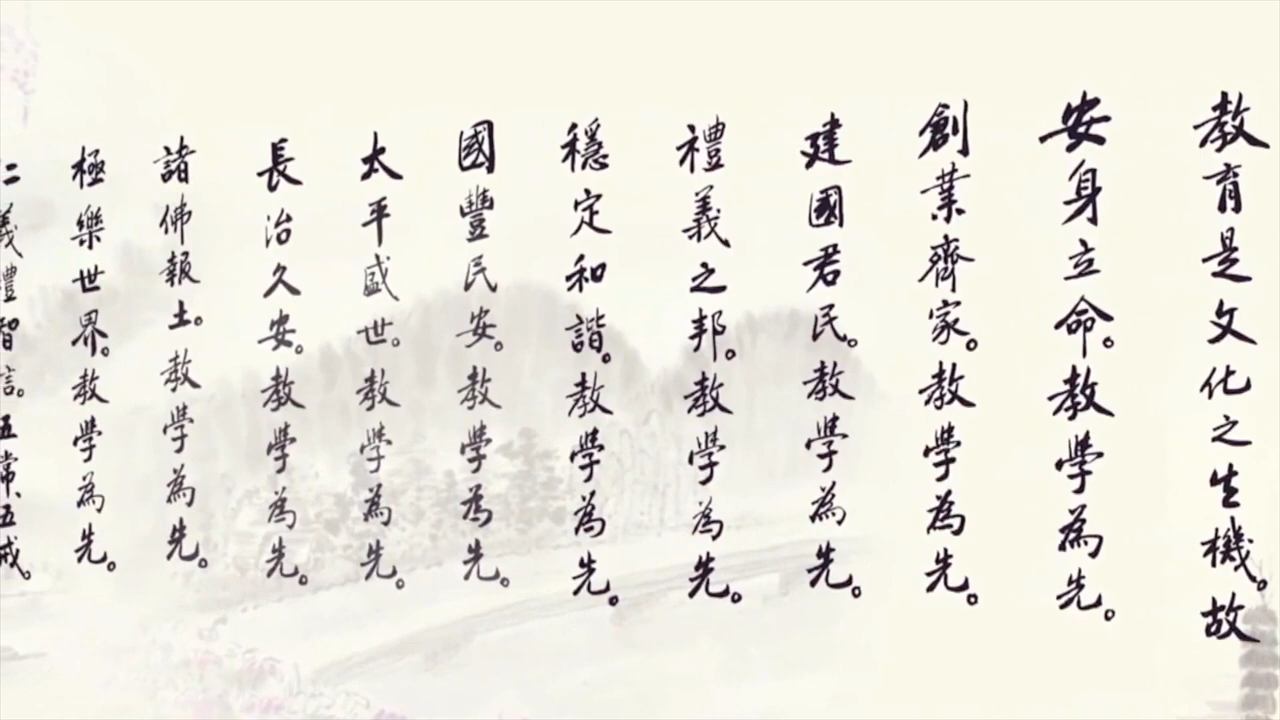 教育是文化之生機。故
安身立命。教學為先。
創業齊家。教學為先。
建國君民。教學為先。
禮義之邦。教學為先。
穩定和諧。教學為先。
國豐民安。教學為先。
太平盛世。教學為先。
長治久安。教學為先。
諸佛報土。教學為先。
極樂世界。教學為先。
義禮智信。五常、五戒。